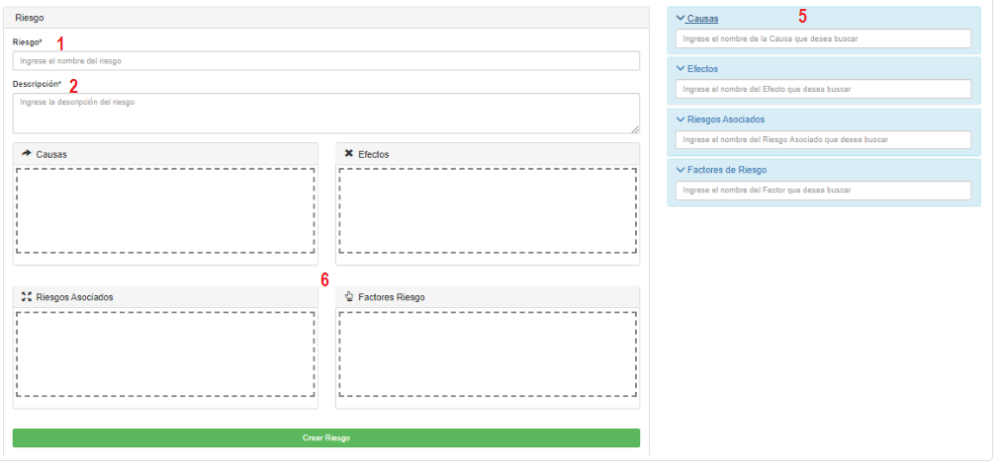 Riesgo
Riesgo* 1
Ingrese el nombre del riesgo
Descripción* 2
Ingrese la descripción del riesgo
Causas
Efectos
6
Riesgos Asociados
Factores Riesgo
Crear Riesgo
Causas 5
Ingrese el nombre de la Causa que desea buscar
Efectos
Ingrese el nombre del Efecto que desea buscar
Riesgos Asociados
Ingrese el nombre del Riesgo Asociado que desea buscar
Factores de Riesgo
Ingrese el nombre del Factor que desea buscar